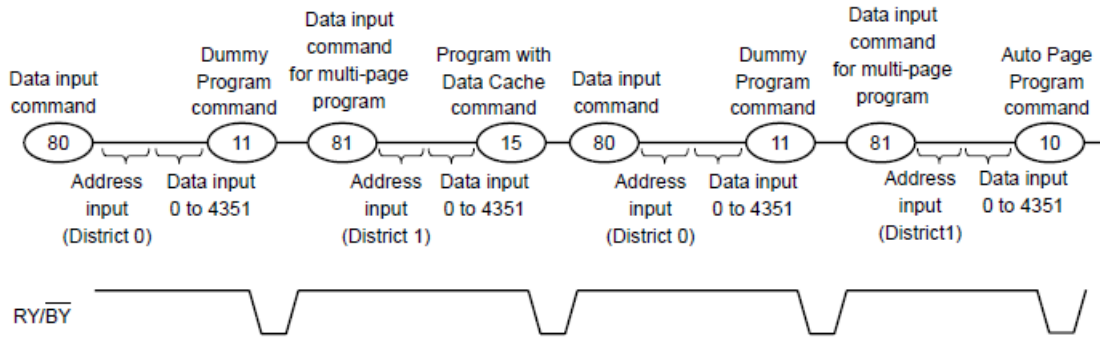 Data input
command
80
Dummy
Program
command
11
Data input
command
for multi-page
program
81
Program with
Data Cache
command
15
Data input
command
80
Dummy
Program
command
11
Data input
command
for multi-page
program
81
Auto Page
Program
command
10
Address
input
(District 0)
Data input
0 to 4351
Address
input
(District 1)
Data input
0 to 4351
Address
input
(District 0)
Data input
0 to 4351
Address
input
(District1)
Data input
0 to 4351
RY/B̅Y̅